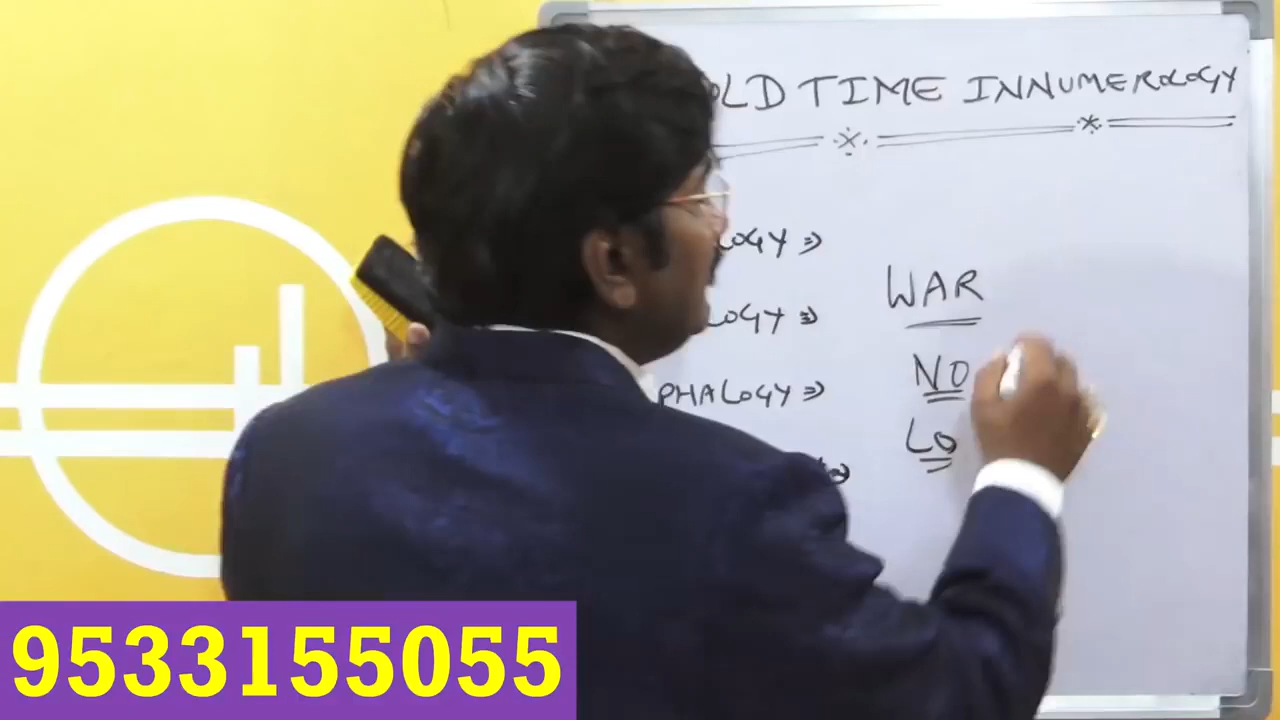 OLD TIME INNUMEROLOGY
LOGY ⇒
WAR
LOGY ⇒
NO
PHALOGY ⇒
LO
9533155055